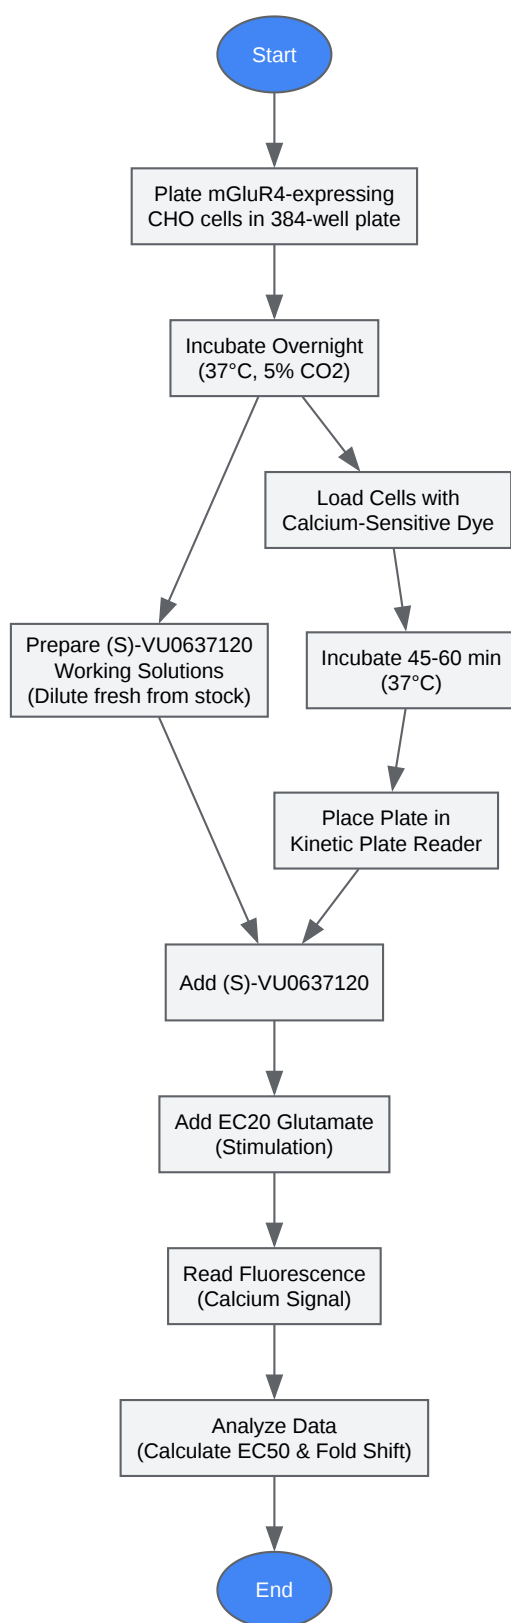 Start
Plate mGluR4-expressing
CHO cells in 384-well plate
Incubate Overnight
(37°C, 5% CO2)
Load Cells with
Calcium-Sensitive Dye
Prepare (S)-VU0637120
Working Solutions
(Dilute fresh from stock)
Incubate 45-60 min
(37°C)
Place Plate in
Kinetic Plate Reader
Add (S)-VU0637120
Add EC20 Glutamate
(Stimulation)
Read Fluorescence
(Calcium Signal)
Analyze Data
(Calculate EC50 & Fold Shift)
End